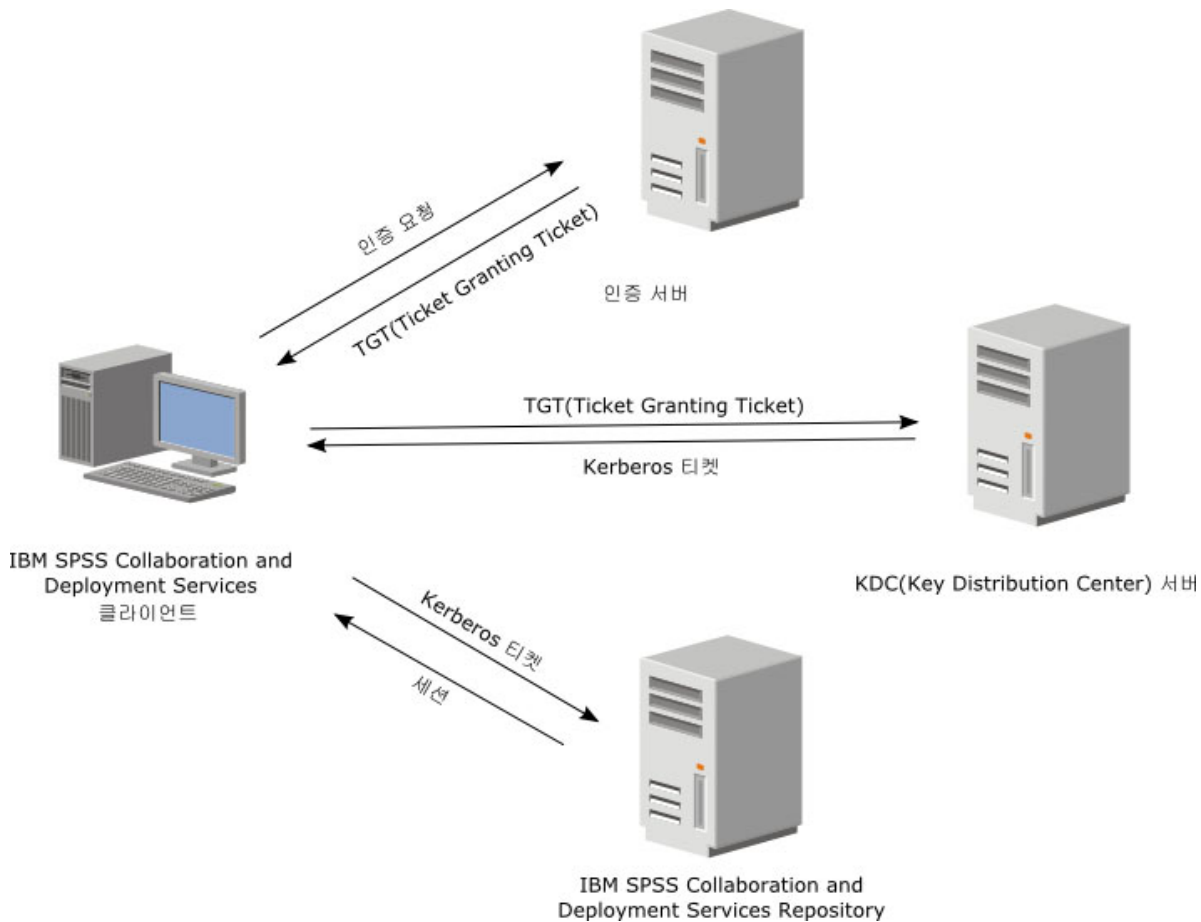 인증 요청
TGT(Ticket Granting Ticket)
인증 서버
TGT(Ticket Granting Ticket)
Kerberos 티켓
IBM SPSS Collaboration and
Deployment Services
클라이언트
KDC(Key Distribution Center) 서버
Kerberos 티켓
세션
IBM SPSS Collaboration and
Deployment Services Repository